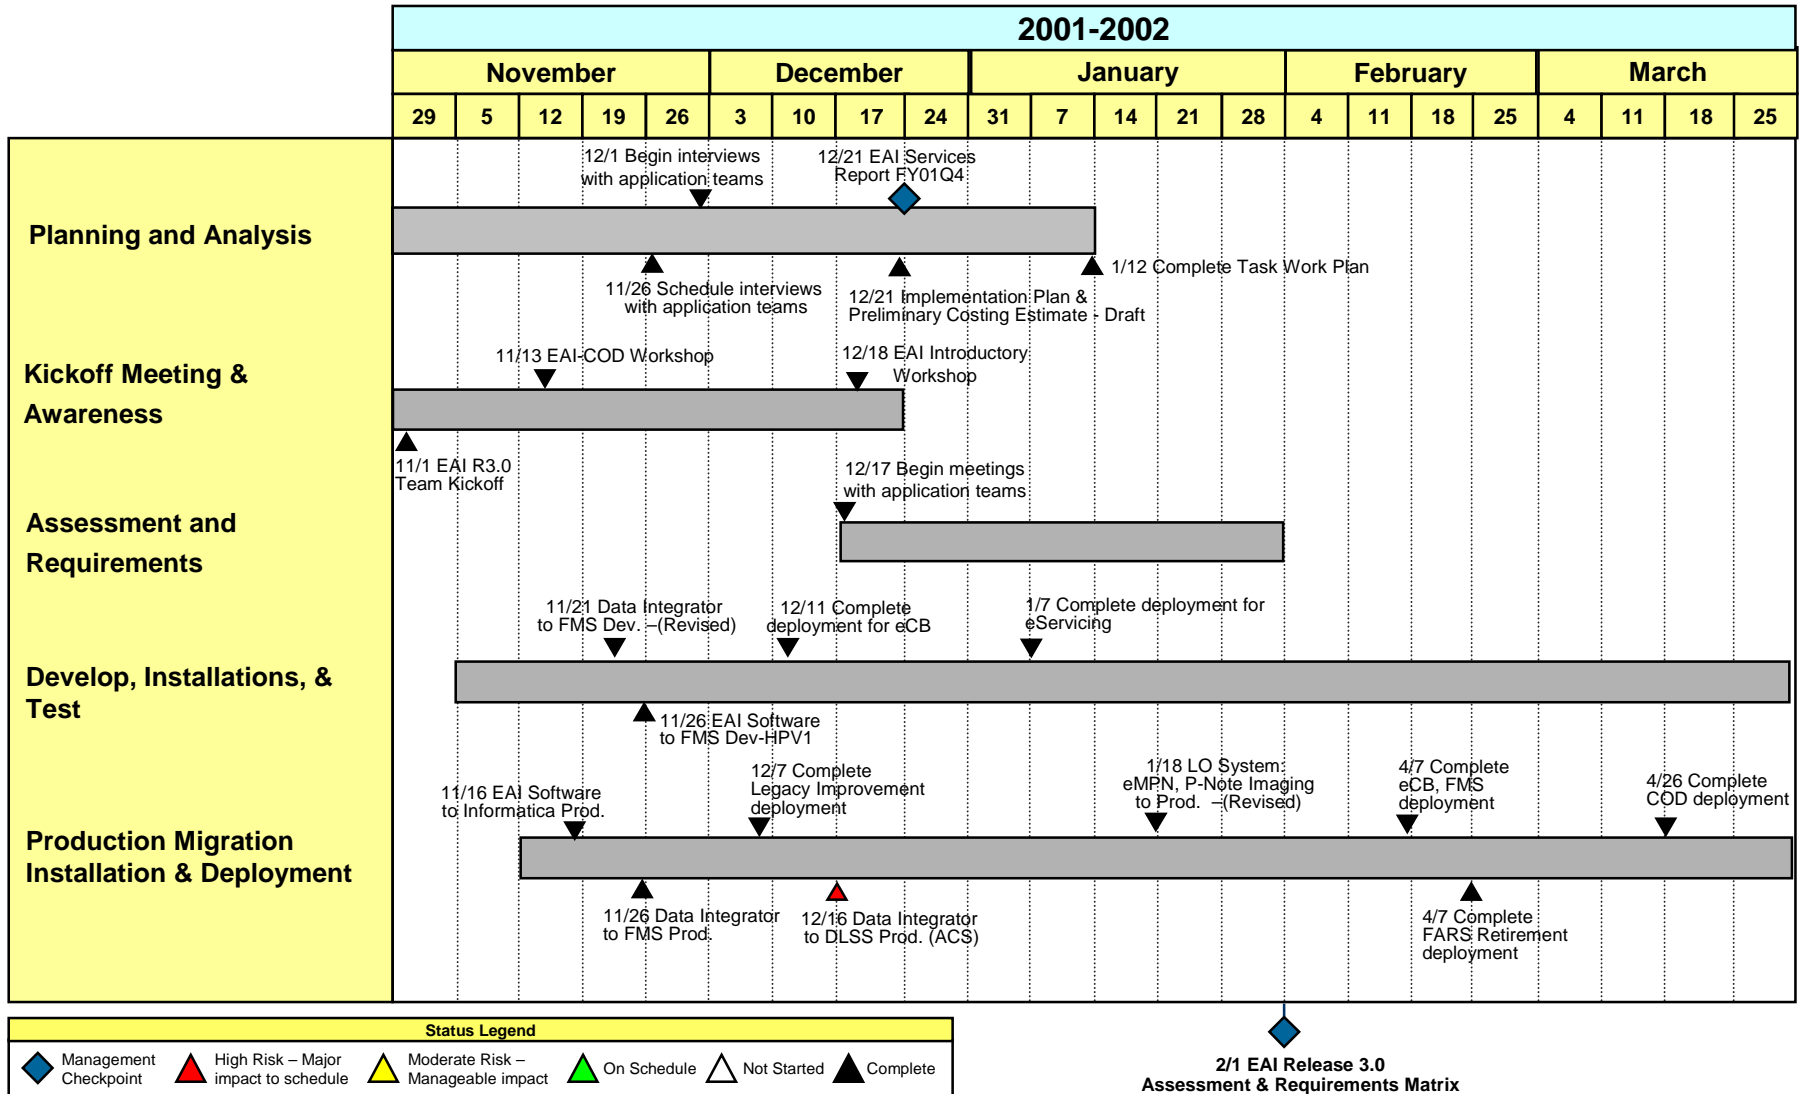 2001-2002
November December January February March
29 5 12 19 26 3 10 17 24 31 7 14 21 28 4 11 18 25 4 11 18 25
Planning and Analysis
12/1 Begin interviews
with application teams
12/21 EAI Services
Report FY01Q4
11/26 Schedule interviews
with application teams
12/21 Implementation Plan &
Preliminary Costing Estimate - Draft
1/12 Complete Task Work Plan
Kickoff Meeting &
Awareness
11/13 EAI-COD Workshop
12/18 EAI Introductory
Workshop
11/1 EAI R3.0
Team Kickoff
Assessment and
Requirements
12/17 Begin meetings
with application teams
Develop, Installations, &
Test
11/21 Data Integrator
to FMS Dev. –(Revised)
12/11 Complete
deployment for eCB
1/7 Complete deployment for
eServicing
11/26 EAI Software
to FMS Dev-HPV1
Production Migration
Installation & Deployment
11/16 EAI Software
to Informatica Prod.
12/7 Complete
Legacy Improvement
deployment
1/18 LO System:
eMPN, P-Note Imaging
to Prod. –(Revised)
4/7 Complete
eCB, FMS
deployment
4/26 Complete
COD deployment
11/26 Data Integrator
to FMS Prod.
12/16 Data Integrator
to DLSS Prod. (ACS)
4/7 Complete
FARS Retirement
deployment
Status Legend
Management
Checkpoint
High Risk – Major
impact to schedule
Moderate Risk –
Manageable impact
On Schedule
Not Started
Complete
2/1 EAI Release 3.0
Assessment & Requirements Matrix